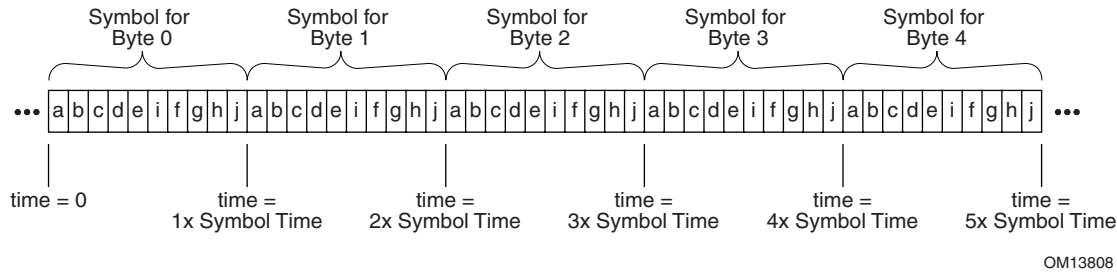 Symbol for Byte 0
Symbol for Byte 1
Symbol for Byte 2
Symbol for Byte 3
Symbol for Byte 4
••• a b c d e i f g h j a b c d e i f g h j a b c d e i f g h j a b c d e i f g h j a b c d e i f g h j •••
time = 0
time = 1x Symbol Time
time = 2x Symbol Time
time = 3x Symbol Time
time = 4x Symbol Time
time = 5x Symbol Time
OM13808